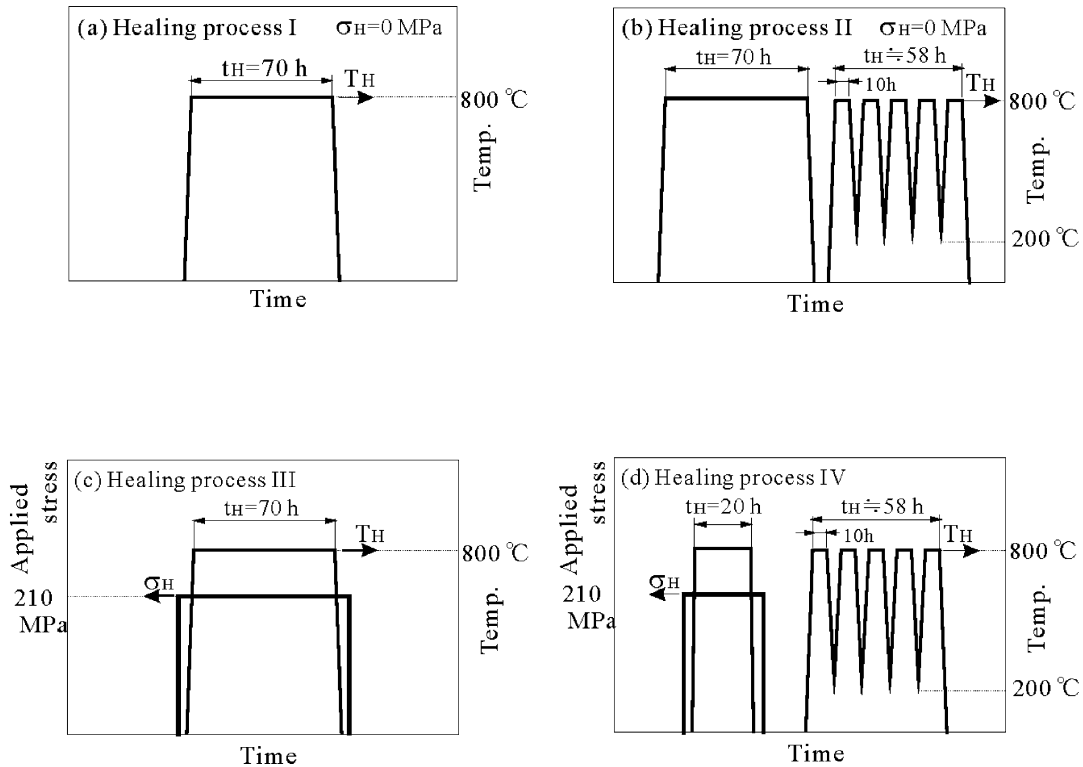 (a) Healing process I σH=0 MPa
tH=70 h
TH
800 ℃
Temp.
Time
(b) Healing process II σH=0 MPa
tH=70 h
tH≒58 h
10h
TH
800 ℃
Temp.
200 ℃
Time
(c) Healing process III
Applied
stress
tH=70 h
TH
800 ℃
σH
210
MPa
Temp.
Time
(d) Healing process IV
Applied
stress
tH=20 h
tH≒58 h
10h
TH
800 ℃
σH
210
MPa
Temp.
200 ℃
Time